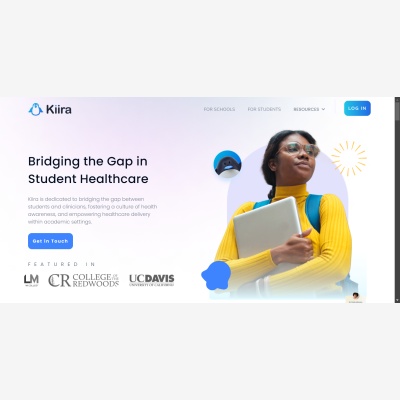 Kiira
FOR SCHOOLS FOR STUDENTS RESOURCES
LOG IN
Bridging the Gap in
Student Healthcare
Kiira is dedicated to bridging the gap between
students and clinicians, fostering a culture of health
awareness, and empowering healthcare delivery
within academic settings.
Get in Touch
FEATURED IN
LM
CR COLLEGE OF THE REDWOODS
UC DAVIS
UNIVERSITY OF CALIFORNIA